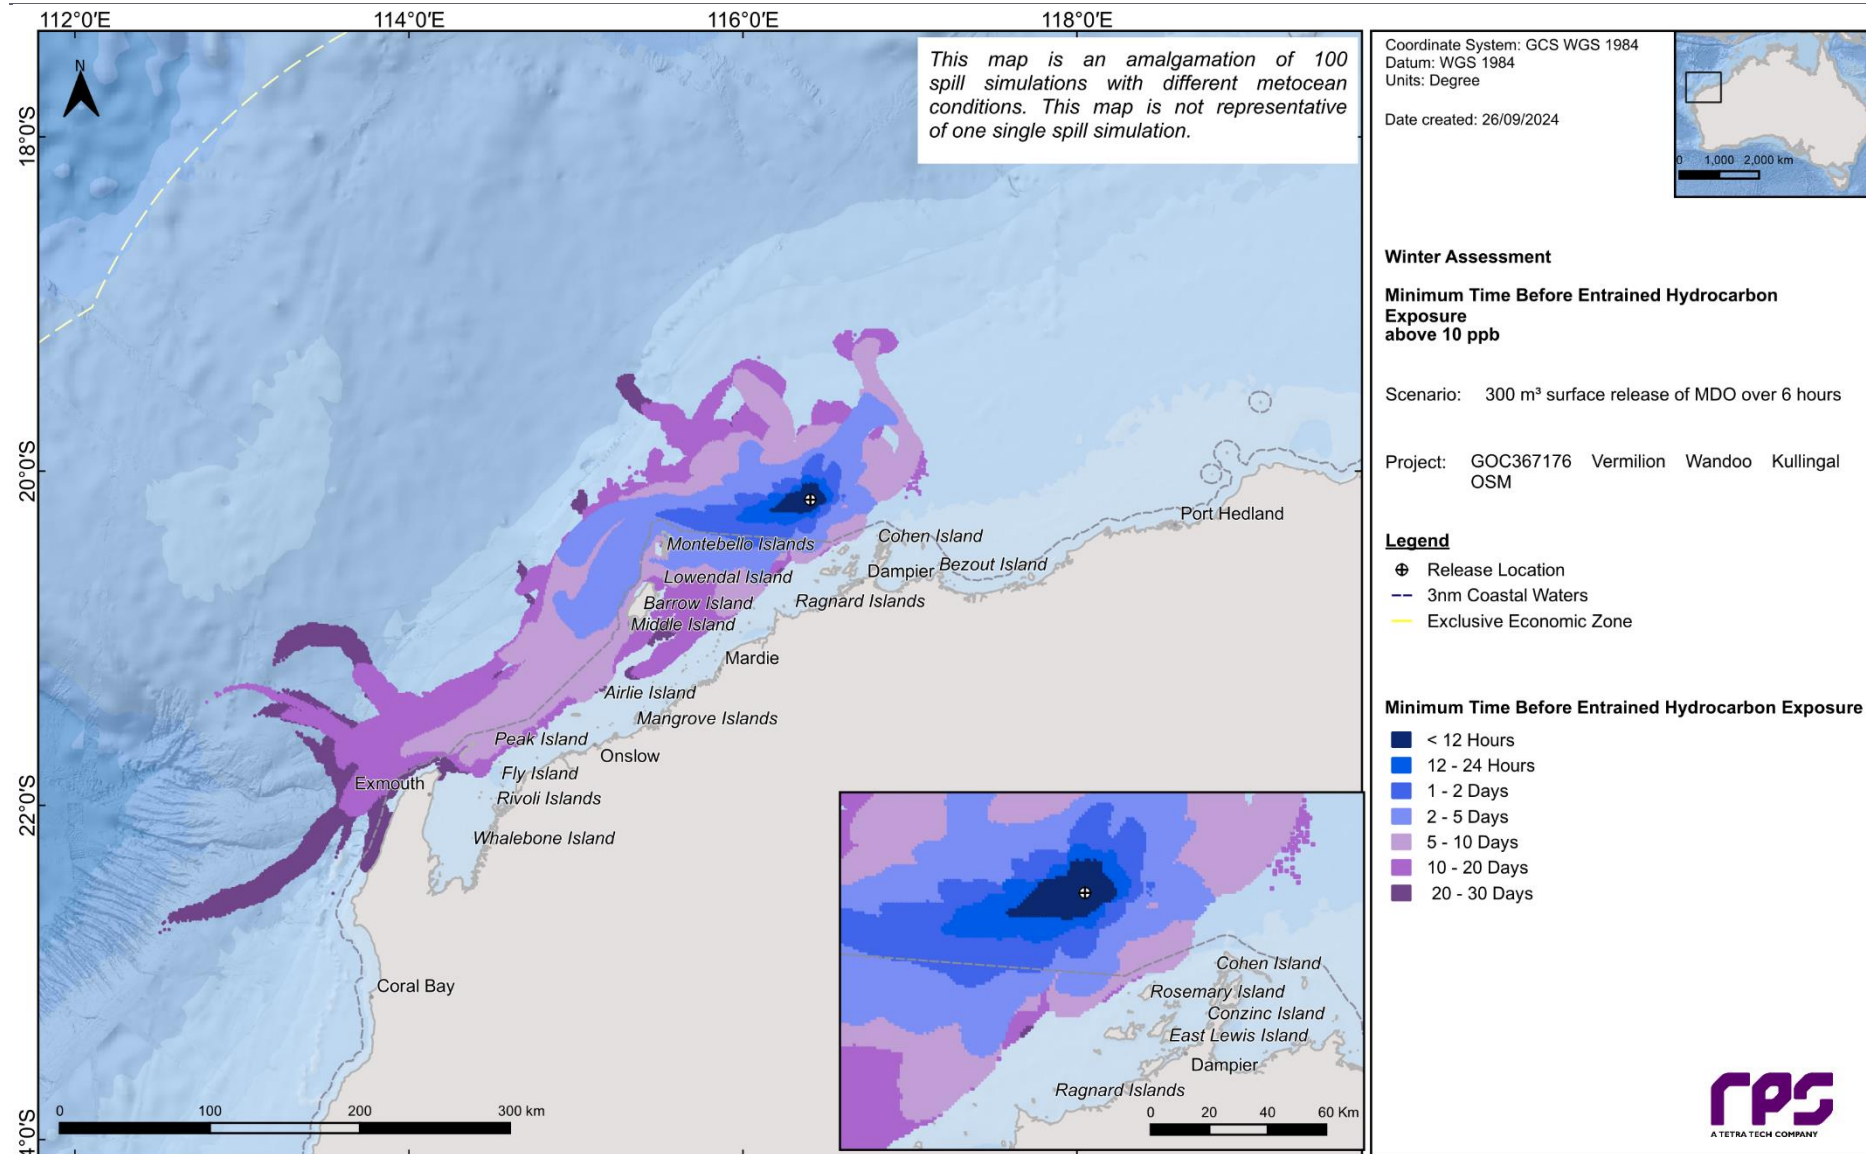 112°0'E
114°0'E
116°0'E
118°0'E
18°0'S
20°0'S
22°0'S
4°0'S
N
This map is an amalgamation of 100
spill simulations with different metocean
conditions. This map is not representative
of one single spill simulation.
Port Hedland
Cohen Island
Montebello Islands
Bezout Island
Dampier
Lowendal Island
Barrow Island
Ragnard Islands
Middle Island
Mardie
Airlie Island
Mangrove Islands
Peak Island
Onslow
Fly Island
Exmouth
Rivoli Islands
Whalebone Island
Coral Bay
0 100 200 300 km
Cohen Island
Rosemary Island
Conzinc Island
East Lewis Island
Dampier
Ragnard Islands
0 20 40 60 Km
Coordinate System: GCS WGS 1984
Datum: WGS 1984
Units: Degree
Date created: 26/09/2024
0 1,000 2,000 km
Winter Assessment
Minimum Time Before Entrained Hydrocarbon
Exposure
above 10 ppb
Scenario: 300 m³ surface release of MDO over 6 hours
Project: GOC367176 Vermilion Wandoo Kullingal
OSM
Legend
Release Location
3nm Coastal Waters
Exclusive Economic Zone
Minimum Time Before Entrained Hydrocarbon Exposure
< 12 Hours
12 - 24 Hours
1 - 2 Days
2 - 5 Days
5 - 10 Days
10 - 20 Days
20 - 30 Days
rps
A TETRA TECH COMPANY